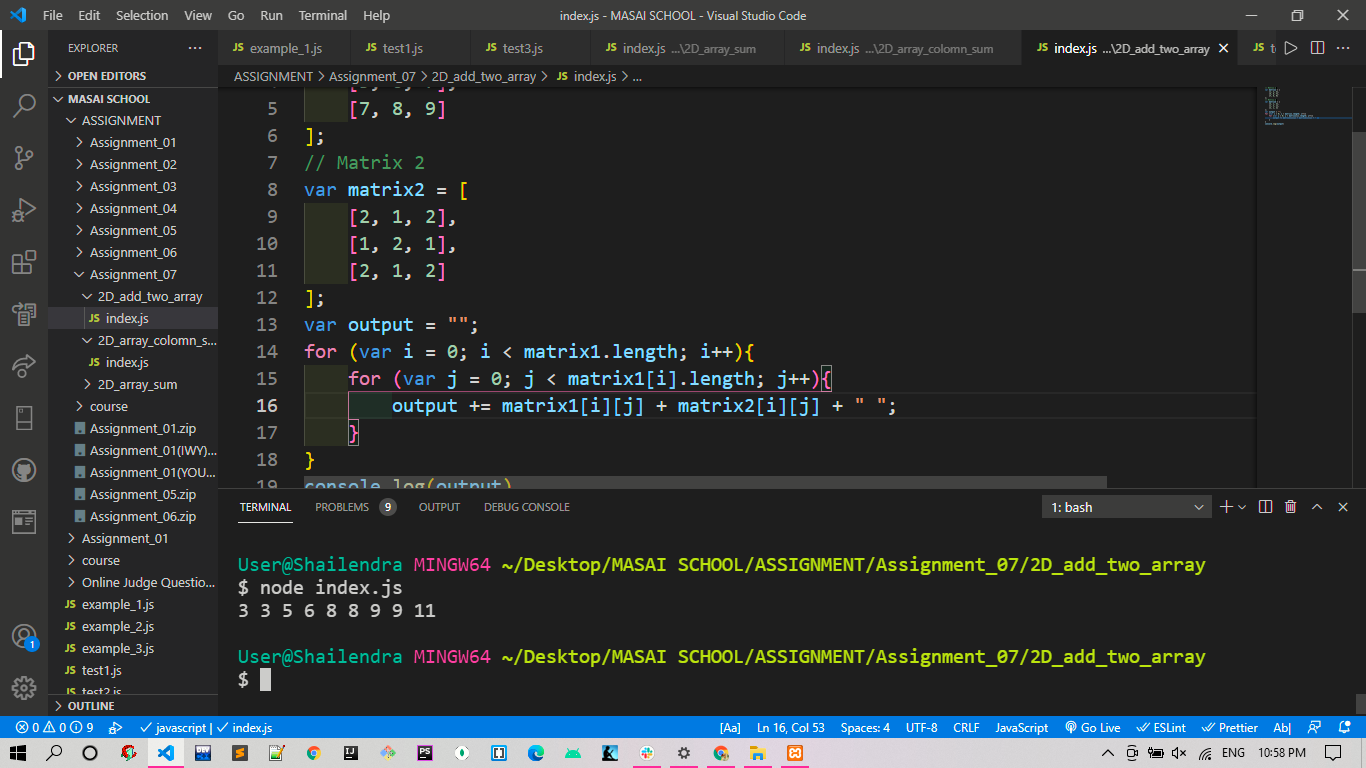 File Edit Selection View Go Run Terminal Help
index.js - MASAI SCHOOL - Visual Studio Code
EXPLORER
OPEN EDITORS
MASAI SCHOOL
ASSIGNMENT
Assignment_01
Assignment_02
Assignment_03
Assignment_04
Assignment_05
Assignment_06
Assignment_07
2D_add_two_array
JS index.js
2D_array_colomn_s...
JS index.js
2D_array_sum
course
Assignment_01.zip
Assignment_01(IWY)...
Assignment_01(YOU...
Assignment_05.zip
Assignment_06.zip
Assignment_01
course
Online Judge Questio...
JS example_1.js
JS example_2.js
JS example_3.js
JS test1.js
JS test2.js
OUTLINE
JS example_1.js JS test1.js JS test3.js JS index.js ...\2D_array_sum JS index.js ...\2D_array_colomn_sum JS index.js ...\2D_add_two_array JS
ASSIGNMENT > Assignment_07 > 2D_add_two_array > JS index.js > ...
5 [7, 8, 9]
6 ];
7 // Matrix 2
8 var matrix2 = [
9 [2, 1, 2],
10 [1, 2, 1],
11 [2, 1, 2]
12 ];
13 var output = "";
14 for (var i = 0; i < matrix1.length; i++){
15 for (var j = 0; j < matrix1[i].length; j++){
16 output += matrix1[i][j] + matrix2[i][j] + " ";
17 }
18 }
19 console.log(output)
TERMINAL PROBLEMS 9 OUTPUT DEBUG CONSOLE
1: bash
User@Shailendra MINGW64 ~/Desktop/MASAI SCHOOL/ASSIGNMENT/Assignment_07/2D_add_two_array
$ node index.js
3 3 5 6 8 8 9 9 11
User@Shailendra MINGW64 ~/Desktop/MASAI SCHOOL/ASSIGNMENT/Assignment_07/2D_add_two_array
$
1
0 0 9 javascript | index.js
[Aa] Ln 16, Col 53 Spaces: 4 UTF-8 CRLF JavaScript Go Live ESLint Prettier Ab|
ENG 10:58 PM